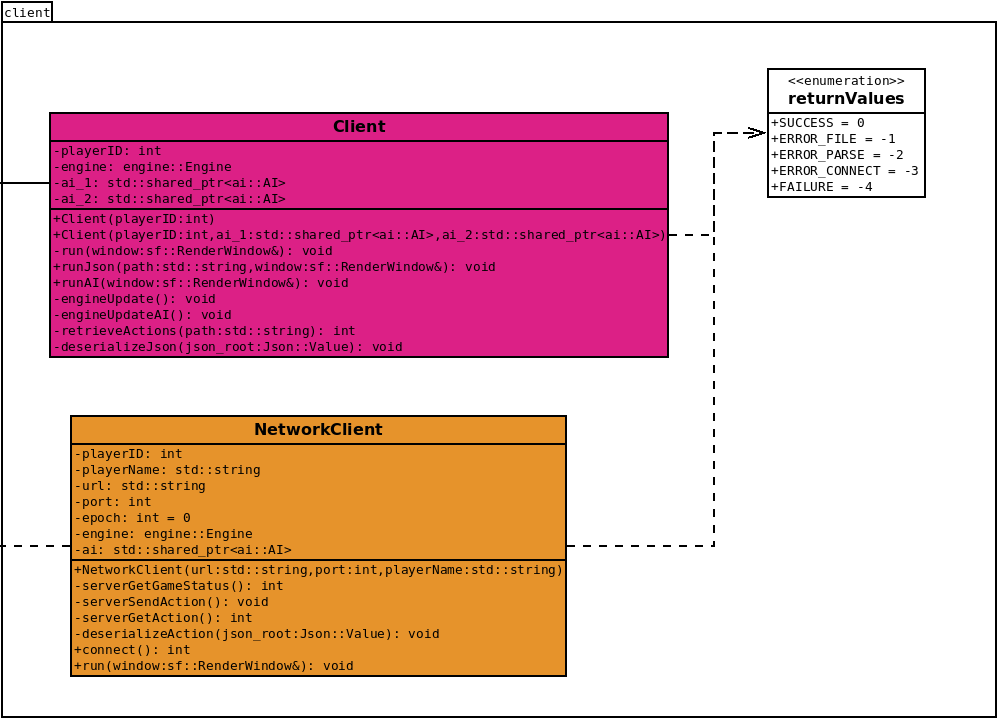 client
<<enumeration>>
returnValues
+SUCCESS = 0
+ERROR_FILE = -1
+ERROR_PARSE = -2
+ERROR_CONNECT = -3
+FAILURE = -4
Client
-playerID: int
-engine: engine::Engine
-ai_1: std::shared_ptr<ai::AI>
-ai_2: std::shared_ptr<ai::AI>
+Client(playerID:int)
+Client(playerID:int,ai_1:std::shared_ptr<ai::AI>,ai_2:std::shared_ptr<ai::AI>)
-run(window:sf::RenderWindow&): void
+runJson(path:std::string,window:sf::RenderWindow&): void
+runAI(window:sf::RenderWindow&): void
-engineUpdate(): void
-engineUpdateAI(): void
-retrieveActions(path:std::string): int
-deserializeJson(json_root:Json::Value): void
NetworkClient
-playerID: int
-playerName: std::string
-url: std::string
-port: int
-epoch: int = 0
-engine: engine::Engine
-ai: std::shared_ptr<ai::AI>
+NetworkClient(url:std::string,port:int,playerName:std::string)
-serverGetGameStatus(): int
-serverSendAction(): void
-serverGetAction(): int
-deserializeAction(json_root:Json::Value): void
+connect(): int
+run(window:sf::RenderWindow&): void